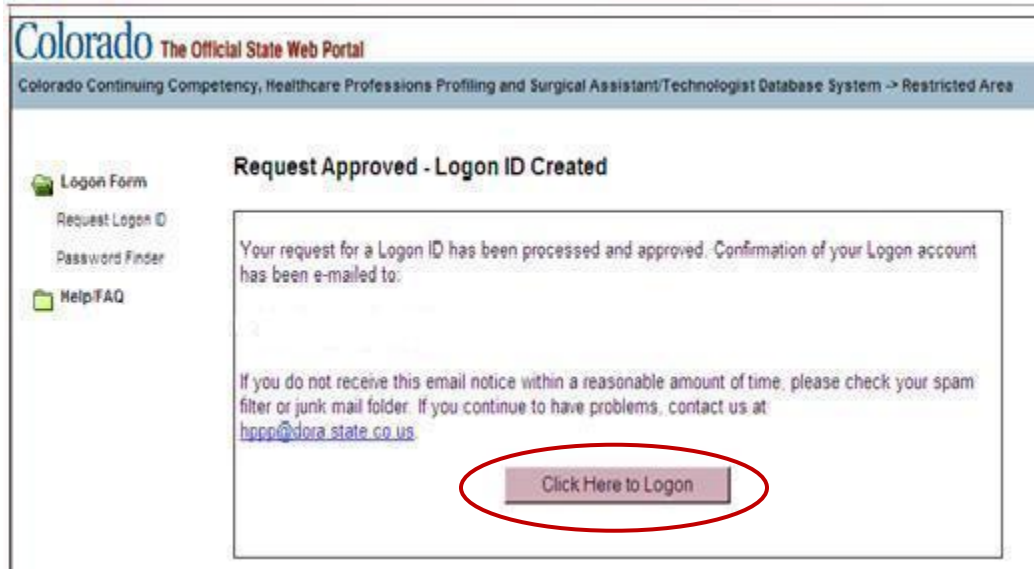 Colorado The Official State Web Portal
Colorado Continuing Competency, Healthcare Professions Profiling and Surgical Assistant/Technologist Database System -> Restricted Area
Logon Form
Request Logon ID
Password Finder
Help/FAQ
Request Approved - Logon ID Created
Your request for a Logon ID has been processed and approved. Confirmation of your Logon account
has been e-mailed to:
If you do not receive this email notice within a reasonable amount of time, please check your spam
filter or junk mail folder. If you continue to have problems, contact us at
hppp@dora.state.co.us.
Click Here to Logon